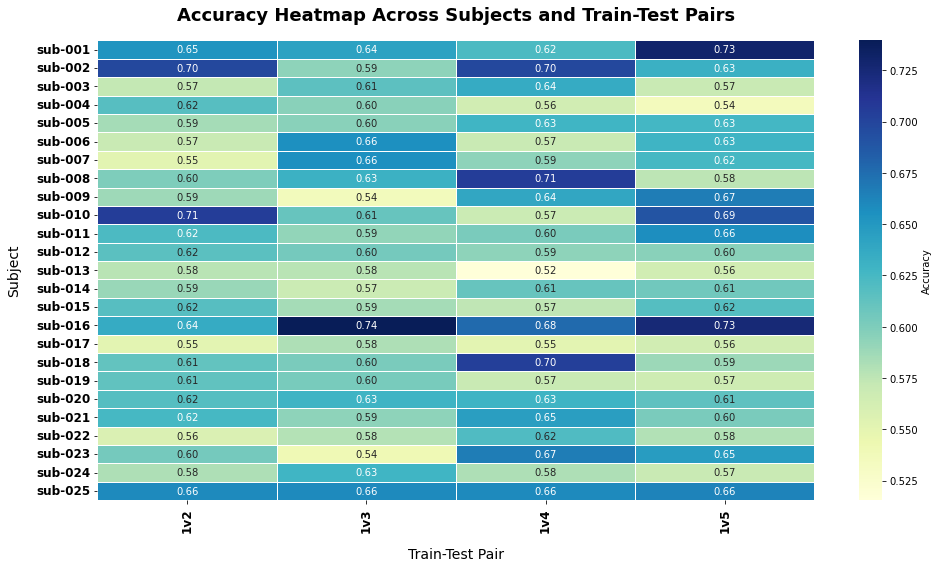 Accuracy Heatmap Across Subjects and Train-Test Pairs
sub-001 0.65 0.64 0.62 0.73
sub-002 0.70 0.59 0.70 0.63
sub-003 0.57 0.61 0.64 0.57
sub-004 0.62 0.60 0.56 0.54
sub-005 0.59 0.60 0.63 0.63
sub-006 0.57 0.66 0.57 0.63
sub-007 0.55 0.66 0.59 0.62
sub-008 0.60 0.63 0.71 0.58
sub-009 0.59 0.54 0.64 0.67
sub-010 0.71 0.61 0.57 0.69
sub-011 0.62 0.59 0.60 0.66
sub-012 0.62 0.60 0.59 0.60
sub-013 0.58 0.58 0.52 0.56
sub-014 0.59 0.57 0.61 0.61
sub-015 0.62 0.59 0.57 0.62
sub-016 0.64 0.74 0.68 0.73
sub-017 0.55 0.58 0.55 0.56
sub-018 0.61 0.60 0.70 0.59
sub-019 0.61 0.60 0.57 0.57
sub-020 0.62 0.63 0.63 0.61
sub-021 0.62 0.59 0.65 0.60
sub-022 0.56 0.58 0.62 0.58
sub-023 0.60 0.54 0.67 0.65
sub-024 0.58 0.63 0.58 0.57
sub-025 0.66 0.66 0.66 0.66
1v2 1v3 1v4 1v5
Train-Test Pair
Subject
0.725
0.700
0.675
0.650
0.625
0.600
0.575
0.550
0.525
Accuracy